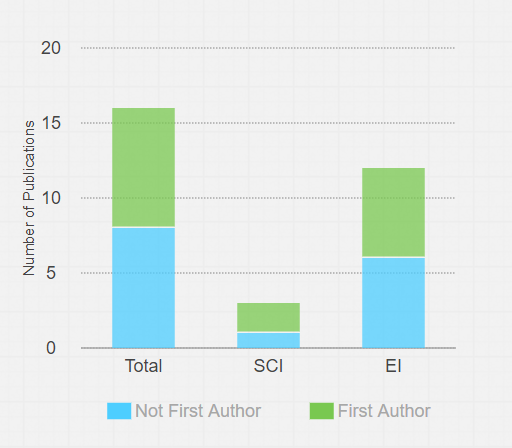 20
15
10
5
0
Number of Publications
Total SCI EI
Not First Author First Author